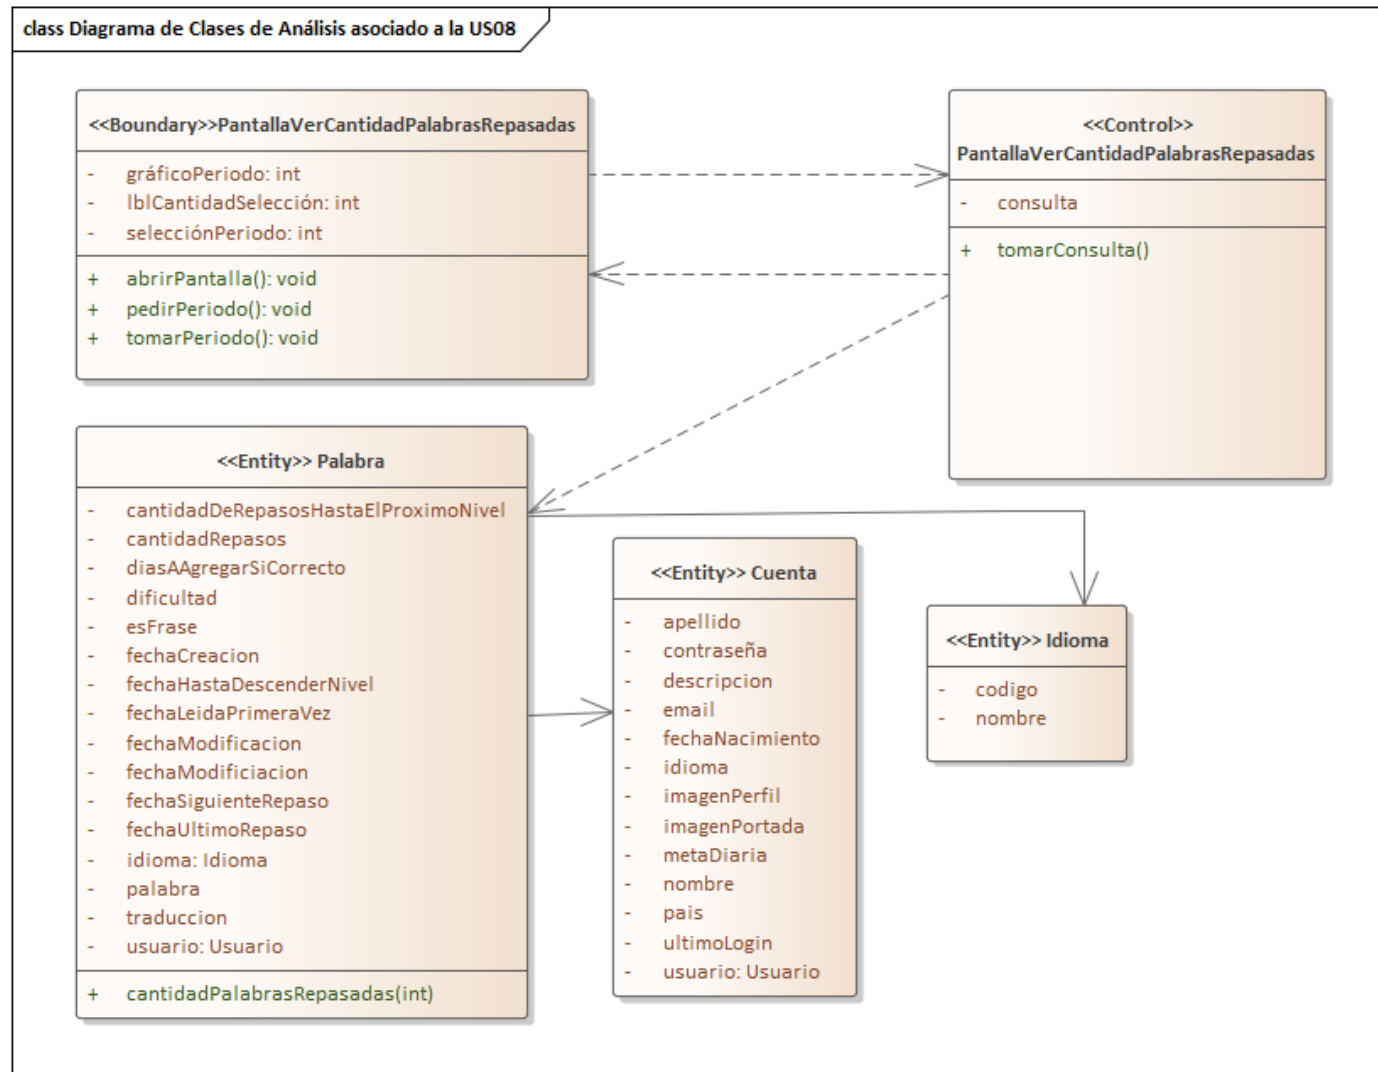 class Diagrama de Clases de Análisis asociado a la US08
<<Boundary>>PantallaVerCantidadPalabrasRepasadas
- gráficoPeriodo: int
- lblCantidadSelección: int
- selecciónPeriodo: int
+ abrirPantalla(): void
+ pedirPeriodo(): void
+ tomarPeriodo(): void
<<Control>>
PantallaVerCantidadPalabrasRepasadas
- consulta
+ tomarConsulta()
<<Entity>> Palabra
- cantidadDeRepasosHastaElProximoNivel
- cantidadRepasos
- diasAAgregarSiCorrecto
- dificultad
- esFrase
- fechaCreacion
- fechaHastaDescenderNivel
- fechaLeidaPrimeraVez
- fechaModificacion
- fechaModificiacion
- fechaSiguienteRepaso
- fechaUltimoRepaso
- idioma: Idioma
- palabra
- traduccion
- usuario: Usuario
+ cantidadPalabrasRepasadas(int)
<<Entity>> Cuenta
- apellido
- contraseña
- descripcion
- email
- fechaNacimiento
- idioma
- imagenPerfil
- imagenPortada
- metaDiaria
- nombre
- pais
- ultimoLogin
- usuario: Usuario
<<Entity>> Idioma
- codigo
- nombre